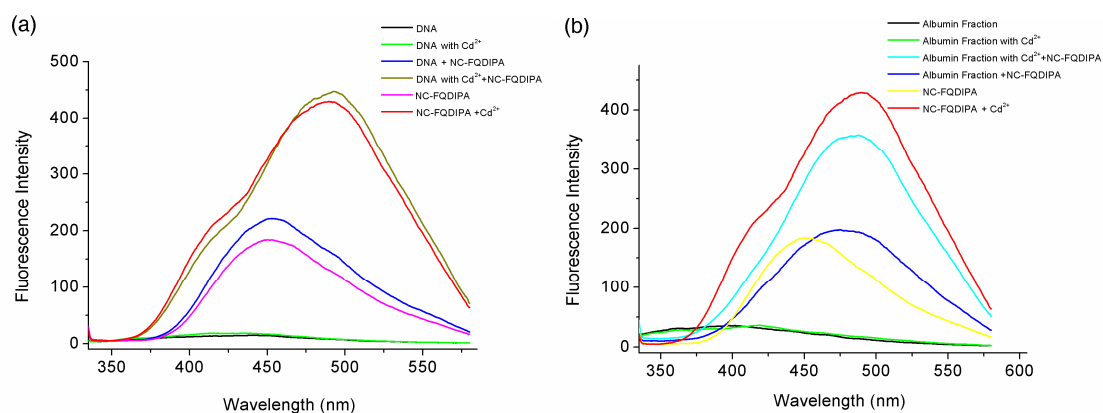 (a)
DNA
DNA with Cd²⁺
DNA + NC-FQDIPA
DNA with Cd²⁺+NC-FQDIPA
NC-FQDIPA
NC-FQDIPA +Cd²⁺
500
400
300
200
100
0
350 400 450 500 550
Fluorescence Intensity
Wavelength (nm)
(b)
Albumin Fraction
Albumin Fraction with Cd²⁺
Albumin Fraction with Cd²⁺+NC-FQDIPA
Albumin Fraction +NC-FQDIPA
NC-FQDIPA
NC-FQDIPA + Cd²⁺
500
400
300
200
100
0
350 400 450 500 550 600
Fluorescence Intensity
Wavelength (nm)